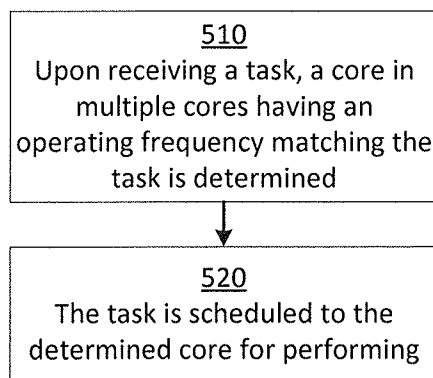 510
Upon receiving a task, a core in
multiple cores having an
operating frequency matching the
task is determined
520
The task is scheduled to the
determined core for performing